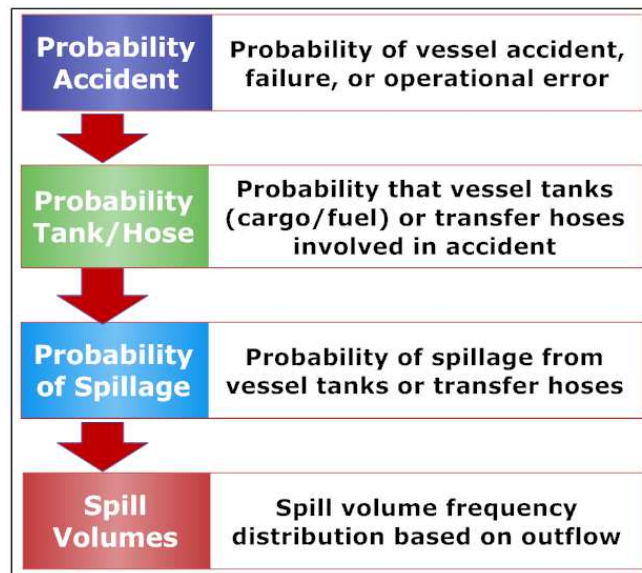 Probability
Accident
Probability of vessel accident,
failure, or operational error
Probability
Tank/Hose
Probability that vessel tanks
(cargo/fuel) or transfer hoses
involved in accident
Probability
of Spillage
Probability of spillage from
vessel tanks or transfer hoses
Spill
Volumes
Spill volume frequency
distribution based on outflow